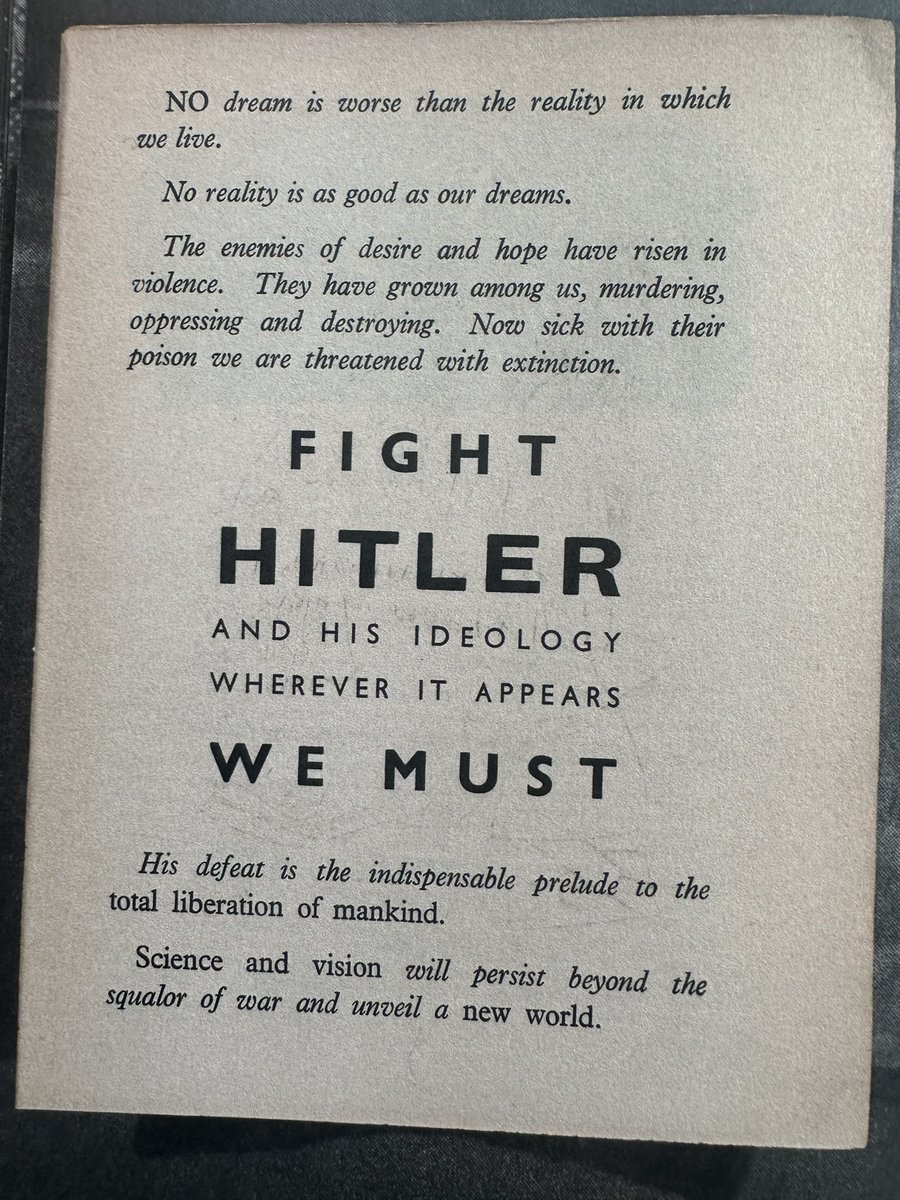 NO dream is worse than the reality in which
we live.
No reality is as good as our dreams.
The enemies of desire and hope have risen in
violence. They have grown among us, murdering,
oppressing and destroying. Now sick with their
poison we are threatened with extinction.
FIGHT
HITLER
AND HIS IDEOLOGY
WHEREVER IT APPEARS
WE MUST
His defeat is the indispensable prelude to the
total liberation of mankind.
Science and vision will persist beyond the
squalor of war and unveil a new world.